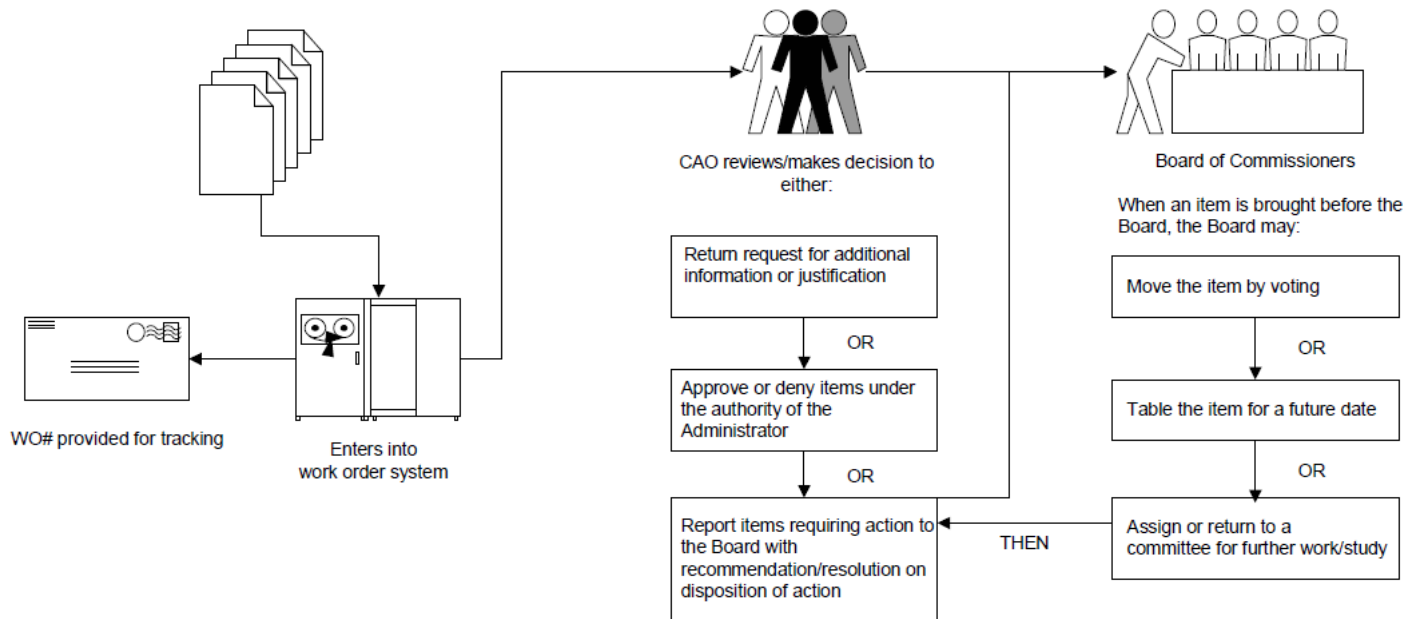 WO# provided for tracking
Enters into
work order system
CAO reviews/makes decision to
either:
Return request for additional
information or justification
OR
Approve or deny items under
the authority of the
Administrator
OR
Report items requiring action to
the Board with
recommendation/resolution on
disposition of action
Board of Commissioners
When an item is brought before the
Board, the Board may:
Move the item by voting
OR
Table the item for a future date
OR
Assign or return to a
committee for further work/study
THEN